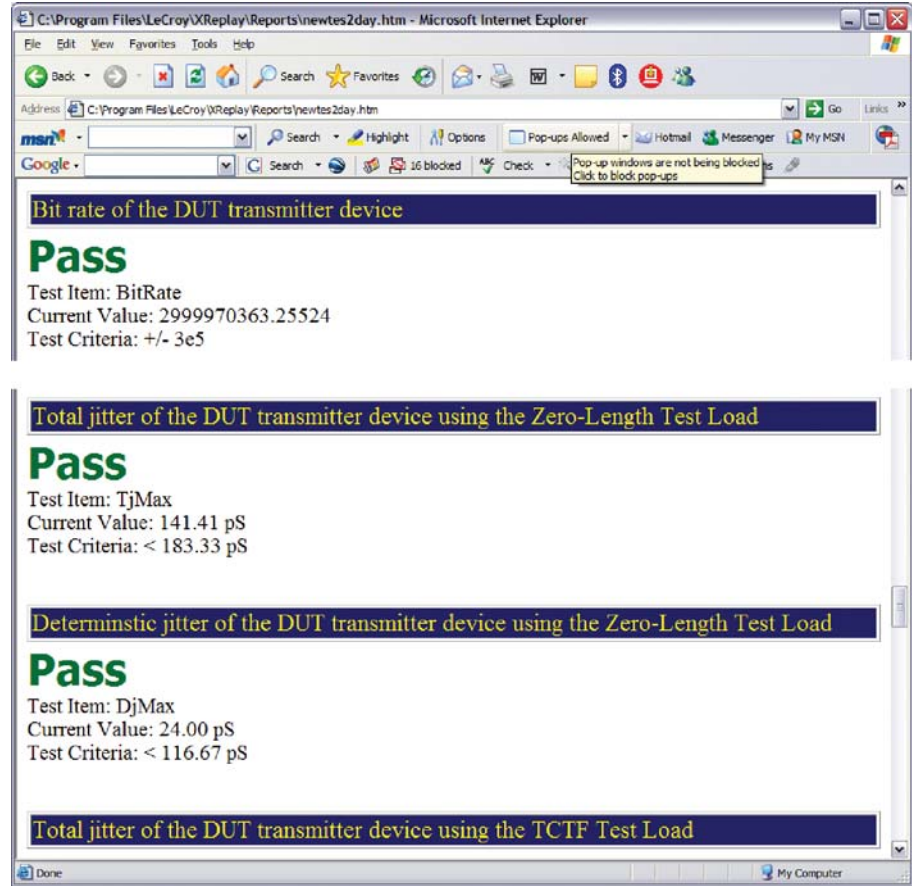 C:\Program Files\LeCroy\XReplay\Reports\newtes2day.htm - Microsoft Internet Explorer
File Edit View Favorites Tools Help
Back Search Favorites
Address C:\Program Files\LeCroy\XReplay\Reports\newtes2day.htm Go Links »
msn Search Highlight Options Pop-ups Allowed Hotmail Messenger My MSN
Google Search 16 blocked ABC Check
Pop-up windows are not being blocked
Click to block pop-ups
Bit rate of the DUT transmitter device
Pass
Test Item: BitRate
Current Value: 2999970363.25524
Test Criteria: +/- 3e5
Total jitter of the DUT transmitter device using the Zero-Length Test Load
Pass
Test Item: TjMax
Current Value: 141.41 pS
Test Criteria: < 183.33 pS
Determinstic jitter of the DUT transmitter device using the Zero-Length Test Load
Pass
Test Item: DjMax
Current Value: 24.00 pS
Test Criteria: < 116.67 pS
Total jitter of the DUT transmitter device using the TCTF Test Load
Done My Computer